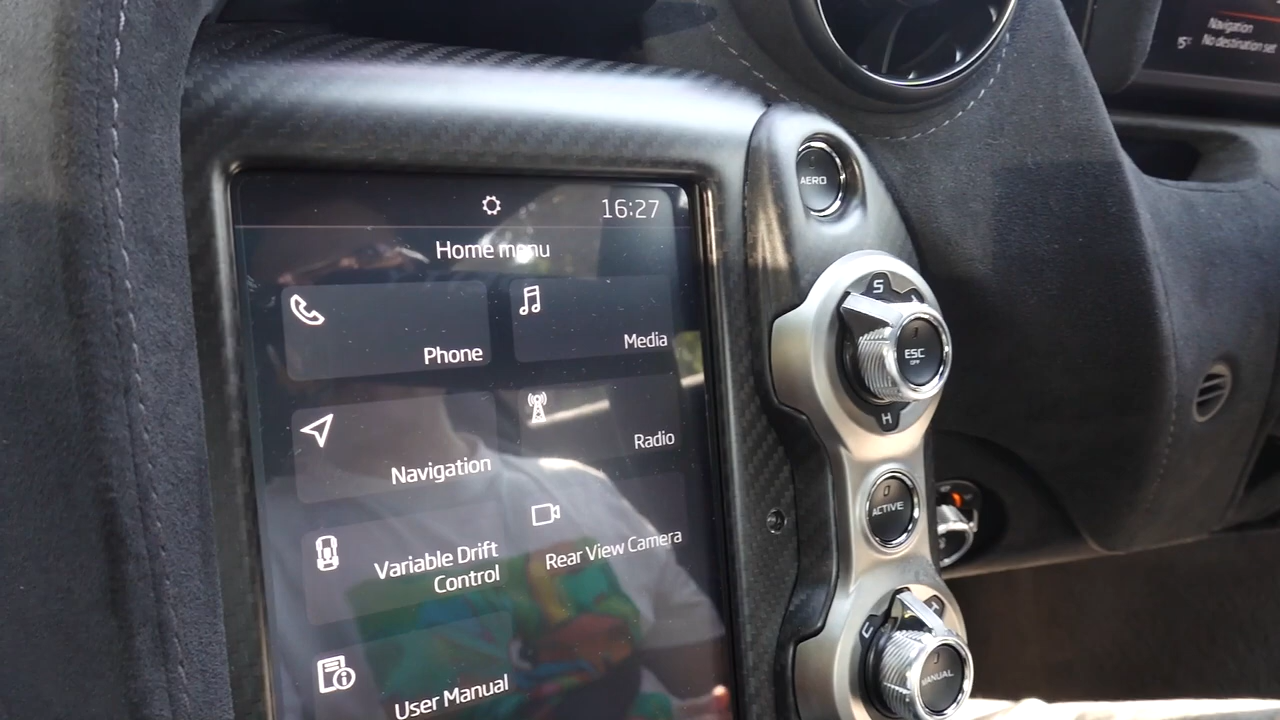 Navigation
No destination set
AERO
16:27
Home menu
Phone
Media
Navigation
Radio
Variable Drift
Control
Rear View Camera
User Manual
S
ESC
OFF
H
ACTIVE
C
T
MANUAL